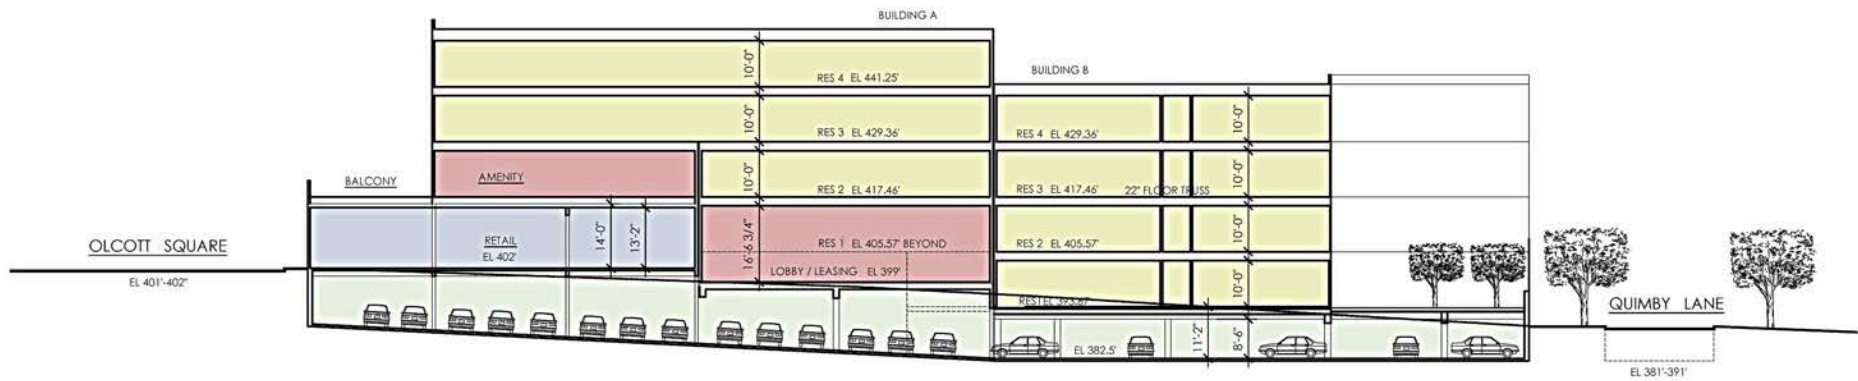 BUILDING A
10'-0"
RES 4 EL 441.25'
BUILDING B
10'-0"
RES 3 EL 429.36'
RES 4 EL 429.36'
10'-0"
BALCONY
AMENITY
10'-0"
RES 2 EL 417.46'
RES 3 EL 417.46'
22" FLOOR TRUSS
10'-0"
OLCOTT SQUARE
EL 401'-402"
RETAIL
EL 402'
14'-0"
13'-2"
16'-6 3/4"
RES 1 EL 405.57' BEYOND
LOBBY / LEASING EL 399'
RES 2 EL 405.57'
10'-0"
10'-0"
EL 382.5'
11'-2"
8'-6"
QUIMBY LANE
EL 381'-391'